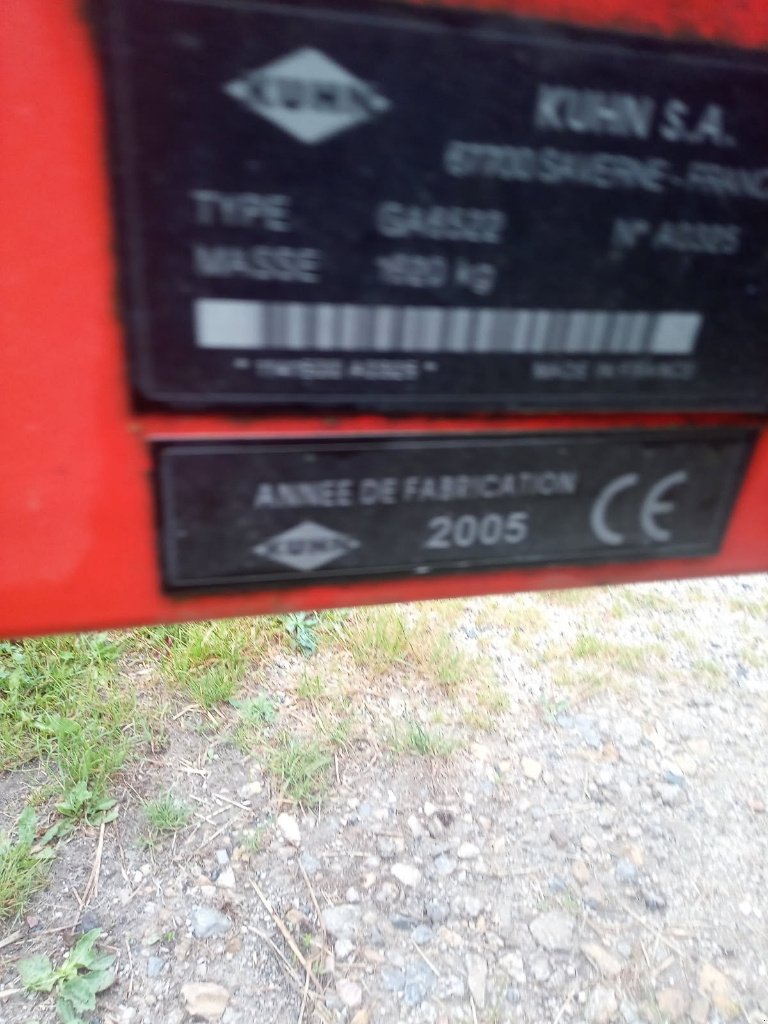 KUHN
KUHN S.A.
67700 SAVERNE - FRANC
TYPE GA6522 N°
MASSE kg
MADE IN FRANCE
ANNEE DE FABRICATION
KUHN 2005 CE